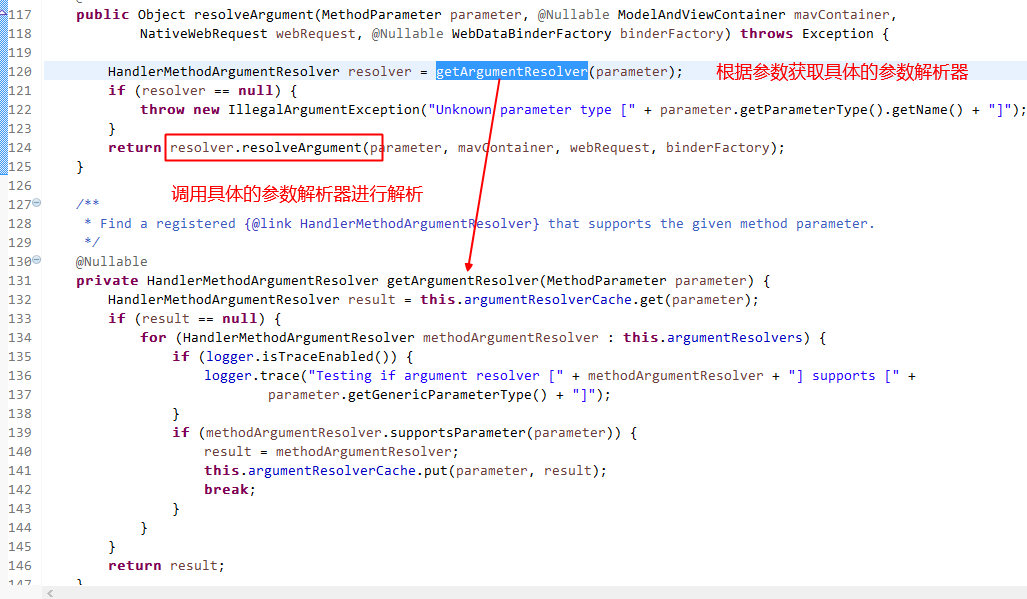 117 public Object resolveArgument(MethodParameter parameter, @Nullable ModelAndViewContainer mavContainer,
118 NativeWebRequest webRequest, @Nullable WebDataBinderFactory binderFactory) throws Exception {
119
120 HandlerMethodArgumentResolver resolver = getArgumentResolver(parameter); 根据参数获取具体的参数解析器
121 if (resolver == null) {
122 throw new IllegalArgumentException("Unknown parameter type [" + parameter.getParameterType().getName() + "]");
123 }
124 return resolver.resolveArgument(parameter, mavContainer, webRequest, binderFactory);
125 }
126
调用具体的参数解析器进行解析
127 /**
128 * Find a registered {@link HandlerMethodArgumentResolver} that supports the given method parameter.
129 */
130 @Nullable
131 private HandlerMethodArgumentResolver getArgumentResolver(MethodParameter parameter) {
132 HandlerMethodArgumentResolver result = this.argumentResolverCache.get(parameter);
133 if (result == null) {
134 for (HandlerMethodArgumentResolver methodArgumentResolver : this.argumentResolvers) {
135 if (logger.isTraceEnabled()) {
136 logger.trace("Testing if argument resolver [" + methodArgumentResolver + "] supports [" +
137 parameter.getGenericParameterType() + "]");
138 }
139 if (methodArgumentResolver.supportsParameter(parameter)) {
140 result = methodArgumentResolver;
141 this.argumentResolverCache.put(parameter, result);
142 break;
143 }
144 }
145 }
146 return result;
147 }